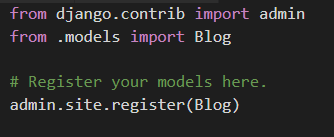 from django.contrib import admin
from .models import Blog
# Register your models here.
admin.site.register(Blog)